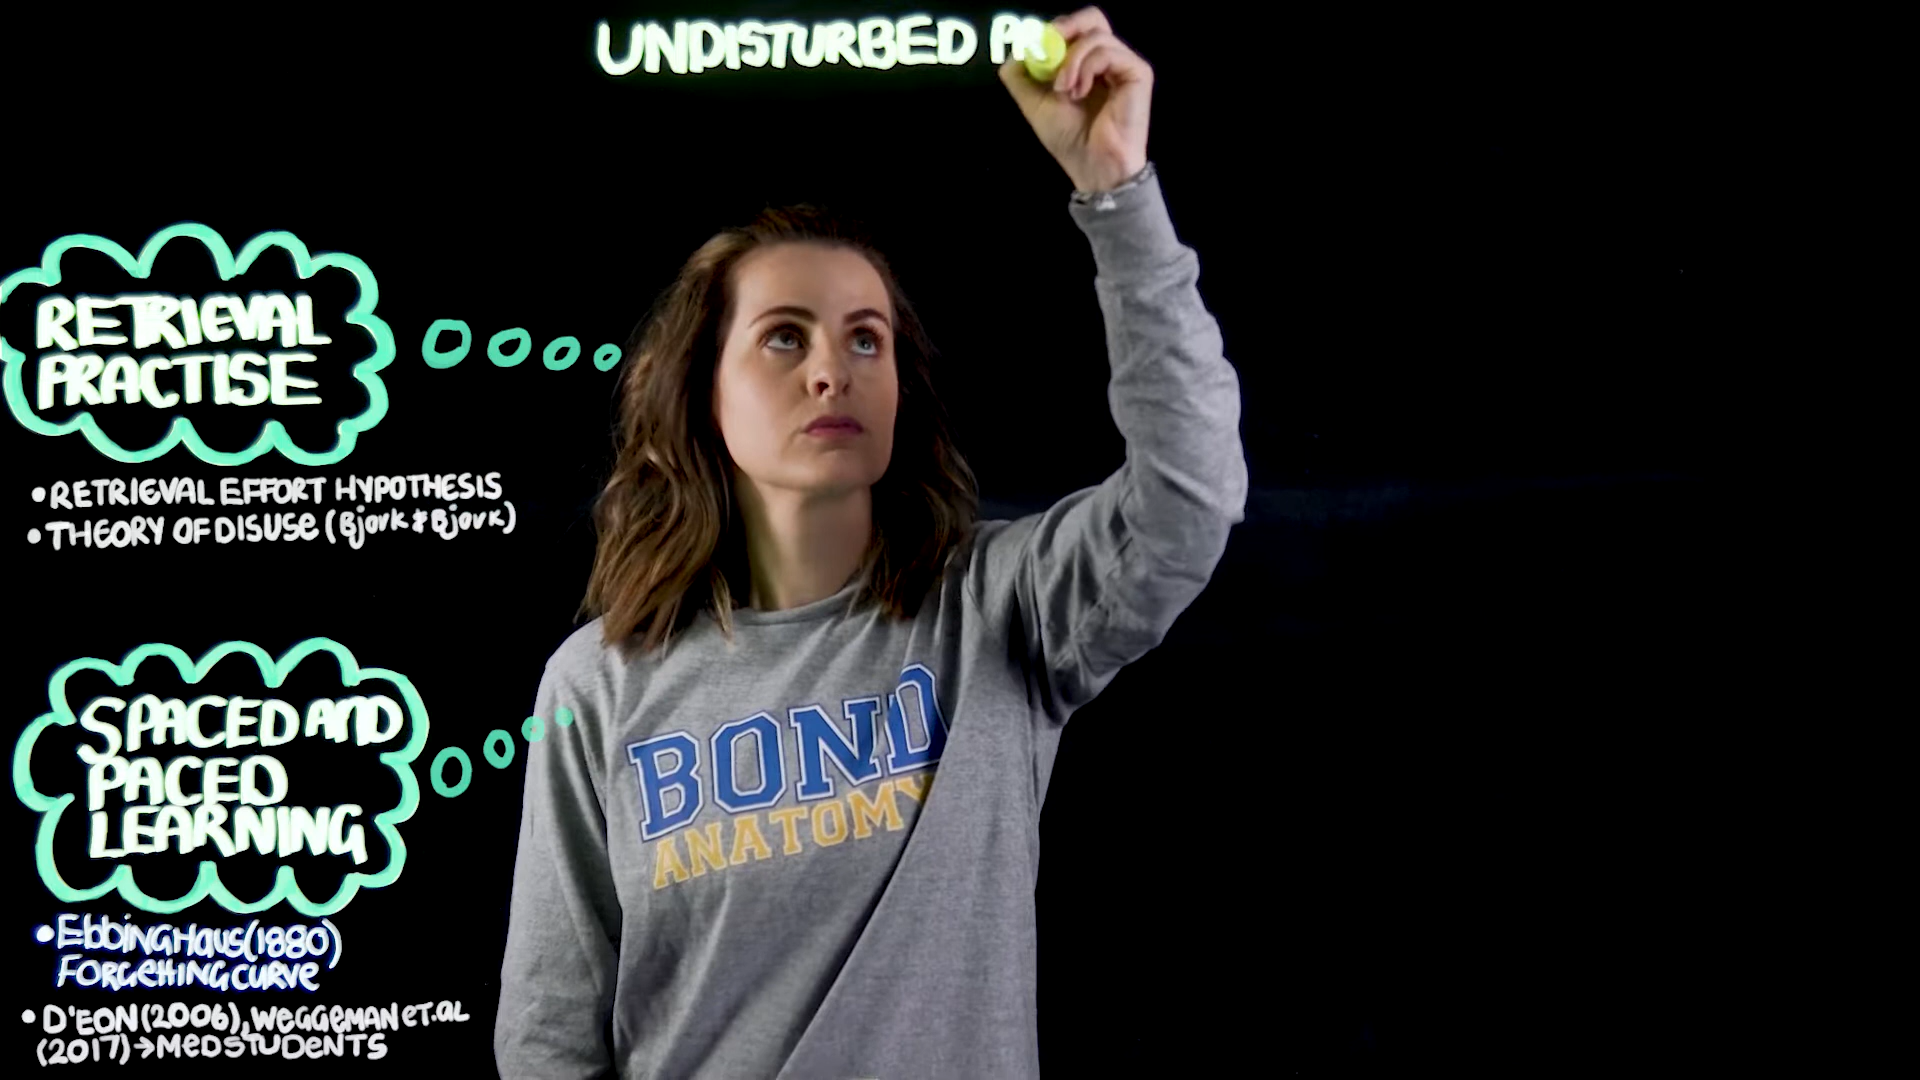 UNDISTURBED PR
RETRIEVAL
PRACTISE
• RETRIEVAL EFFORT HYPOTHESIS
• THEORY OF DISUSE (Bjork & Bjork)
SPACED AND
PACED
LEARNING
• EbbingHaus (1880)
FORGETTING CURVE
• D'EON (2006), WEGGEMAN ET.AL
(2017) → MED STUDENTS
BOND
ANATOMY